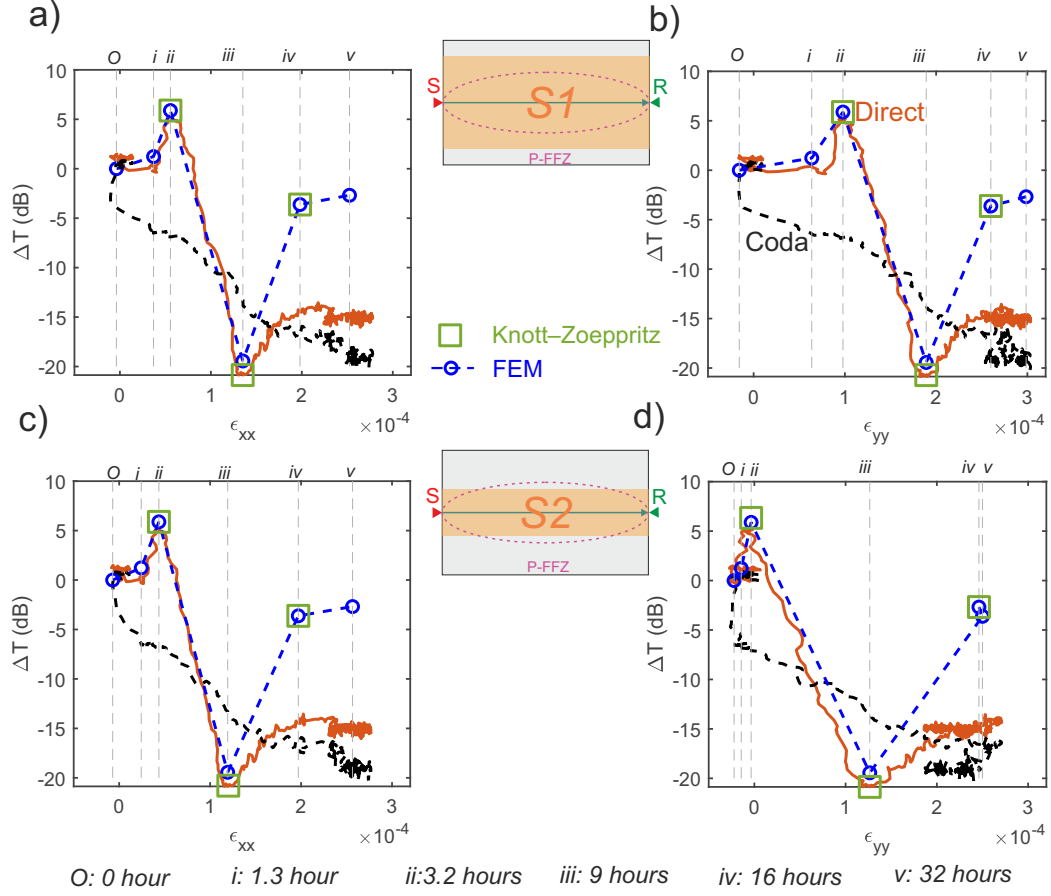 a)
b)
O i ii iii iv v
O i ii iii iv v
10
5
0
-5
-10
-15
-20
ΔT (dB)
0 1 2 3
ϵxx
×10⁻⁴
S
S1
R
P-FFZ
10
5
0
-5
-10
-15
-20
ΔT (dB)
Direct
Coda
0 1 2 3
ϵyy
×10⁻⁴
Knott–Zoeppritz
FEM
c)
d)
O i ii iii iv v
O i ii iii iv v
10
5
0
-5
-10
-15
-20
ΔT (dB)
0 1 2 3
ϵxx
×10⁻⁴
S
S2
R
P-FFZ
10
5
0
-5
-10
-15
-20
ΔT (dB)
0 1 2 3
ϵyy
×10⁻⁴
O: 0 hour i: 1.3 hour ii:3.2 hours iii: 9 hours iv: 16 hours v: 32 hours